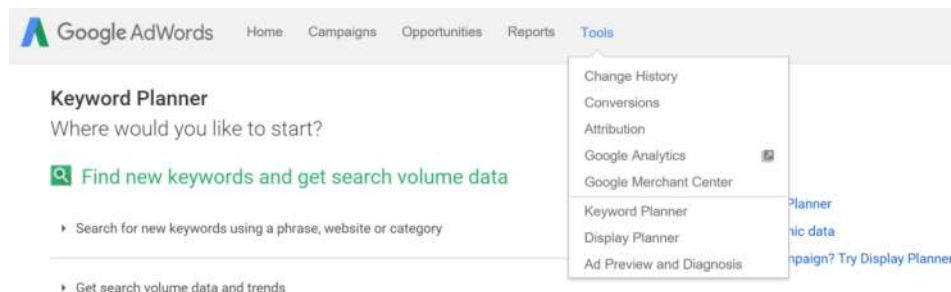 Google AdWords Home Campaigns Opportunities Reports Tools
Change History
Conversions
Attribution
Google Analytics
Google Merchant Center
Keyword Planner
Display Planner
Ad Preview and Diagnosis
Keyword Planner
Where would you like to start?
Find new keywords and get search volume data
Search for new keywords using a phrase, website or category
Get search volume data and trends
Planner
data
Try Display Planner